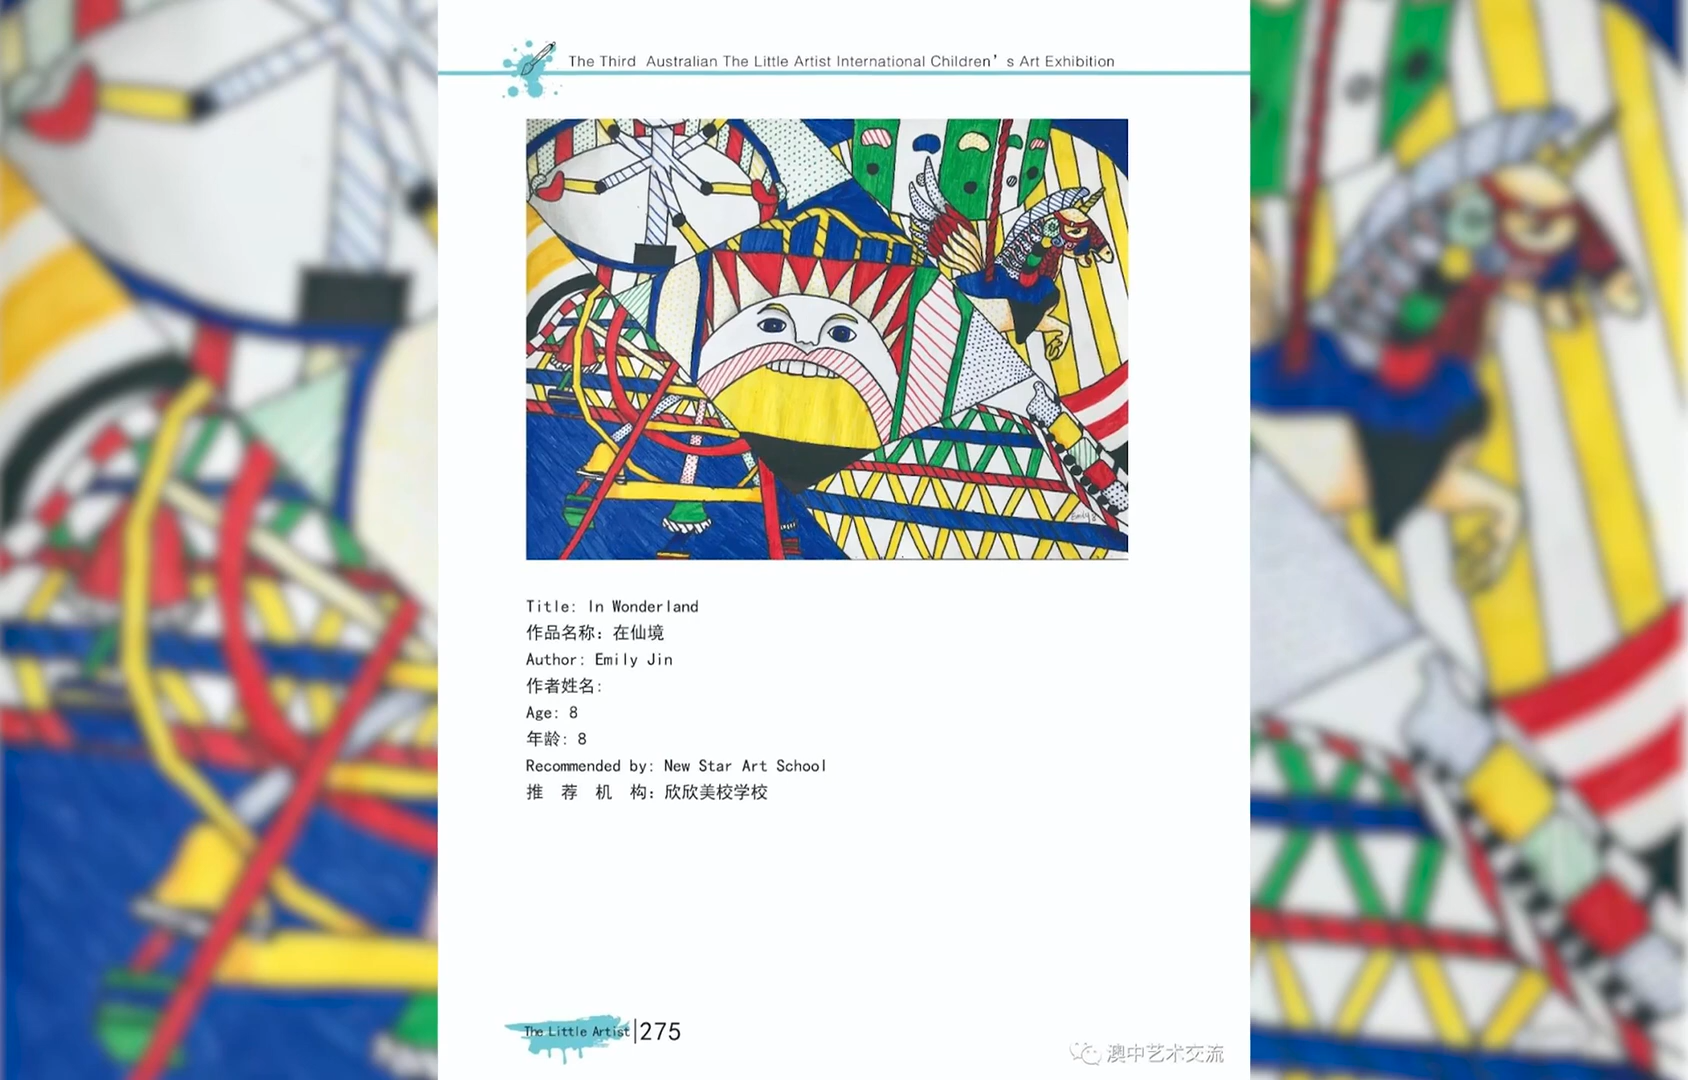 The Third Australian The Little Artist International Children’s Art Exhibition
Emily 8
Title: In Wonderland
作品名称：在仙境
Author: Emily Jin
作者姓名:
Age: 8
年龄: 8
Recommended by: New Star Art School
推 荐 机 构：欣欣美校学校
The Little Artist 275
澳中艺术交流